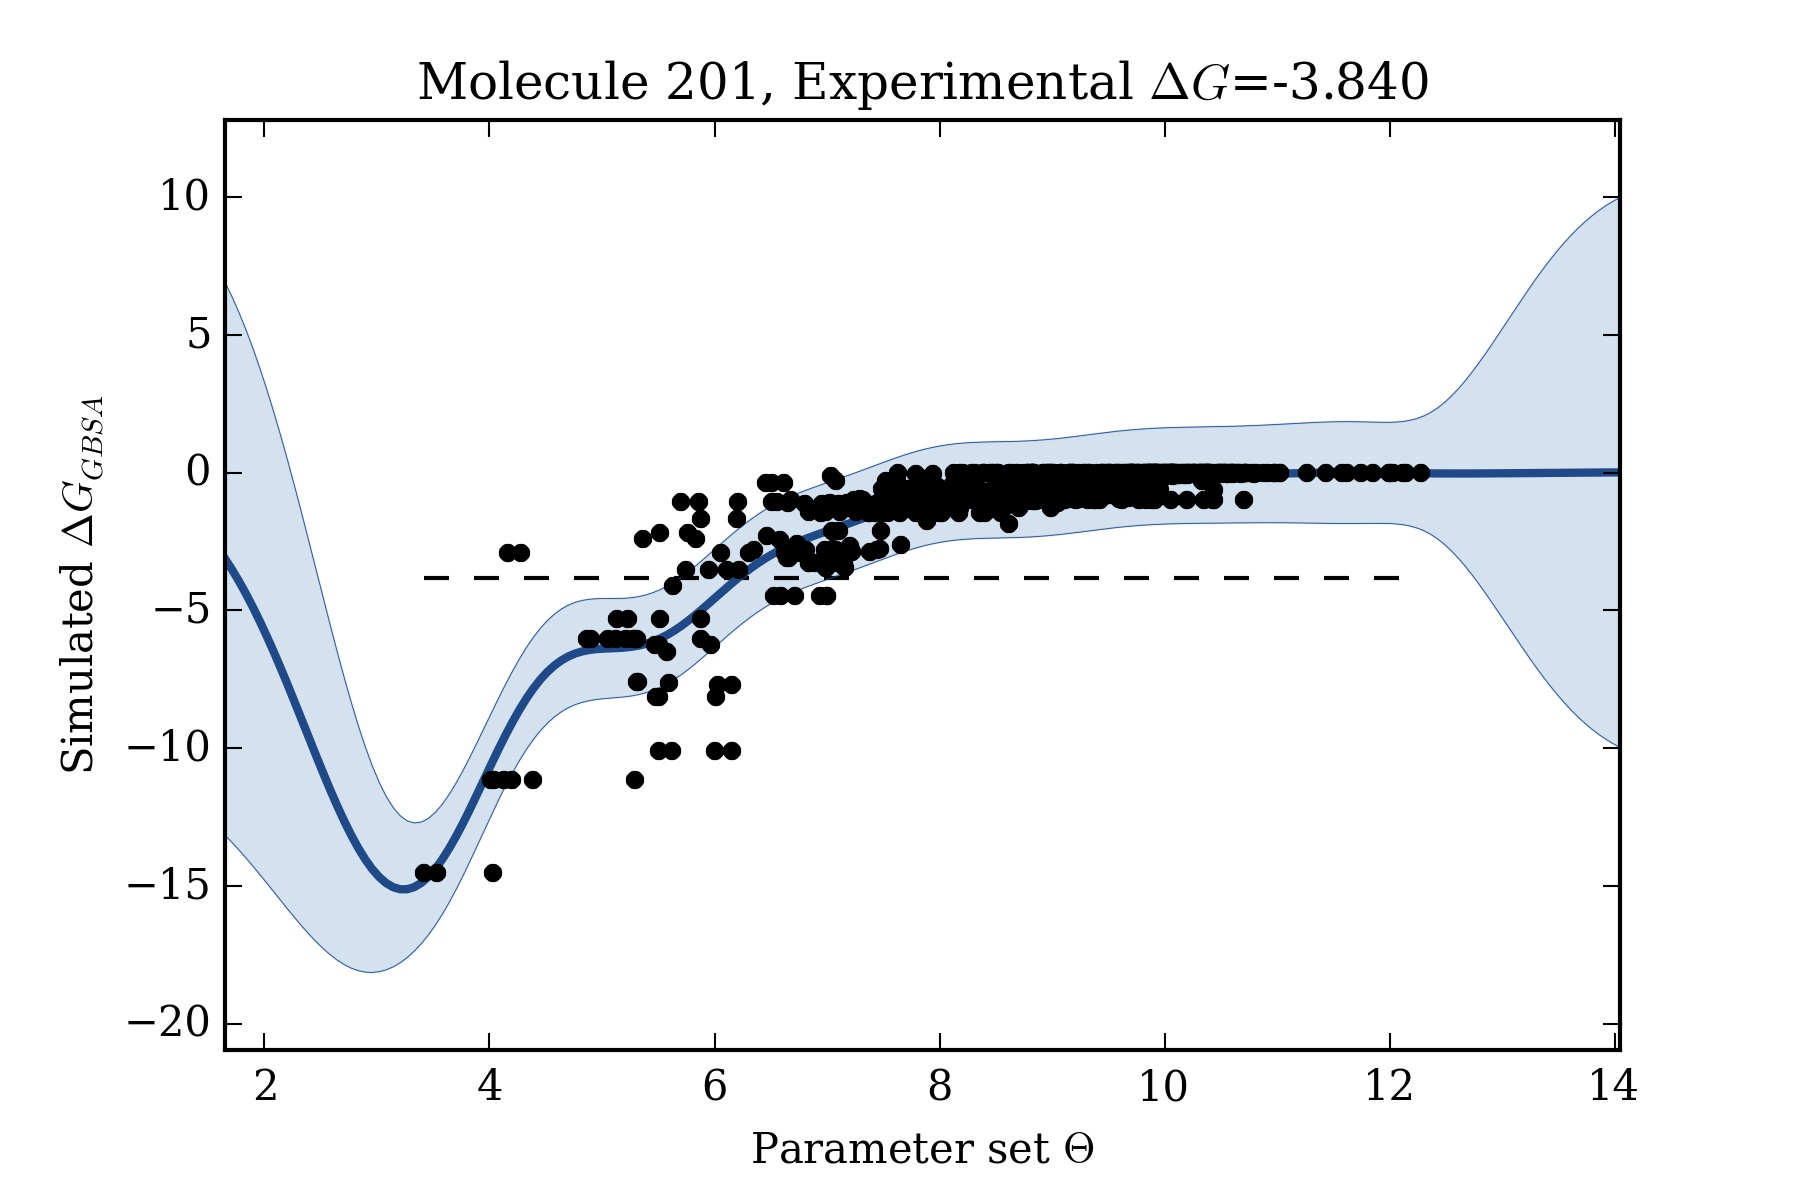 Molecule 201, Experimental ΔG=-3.840
Simulated ΔG_GBSA
10
5
0
−5
−10
−15
−20
2 4 6 8 10 12 14
Parameter set Θ